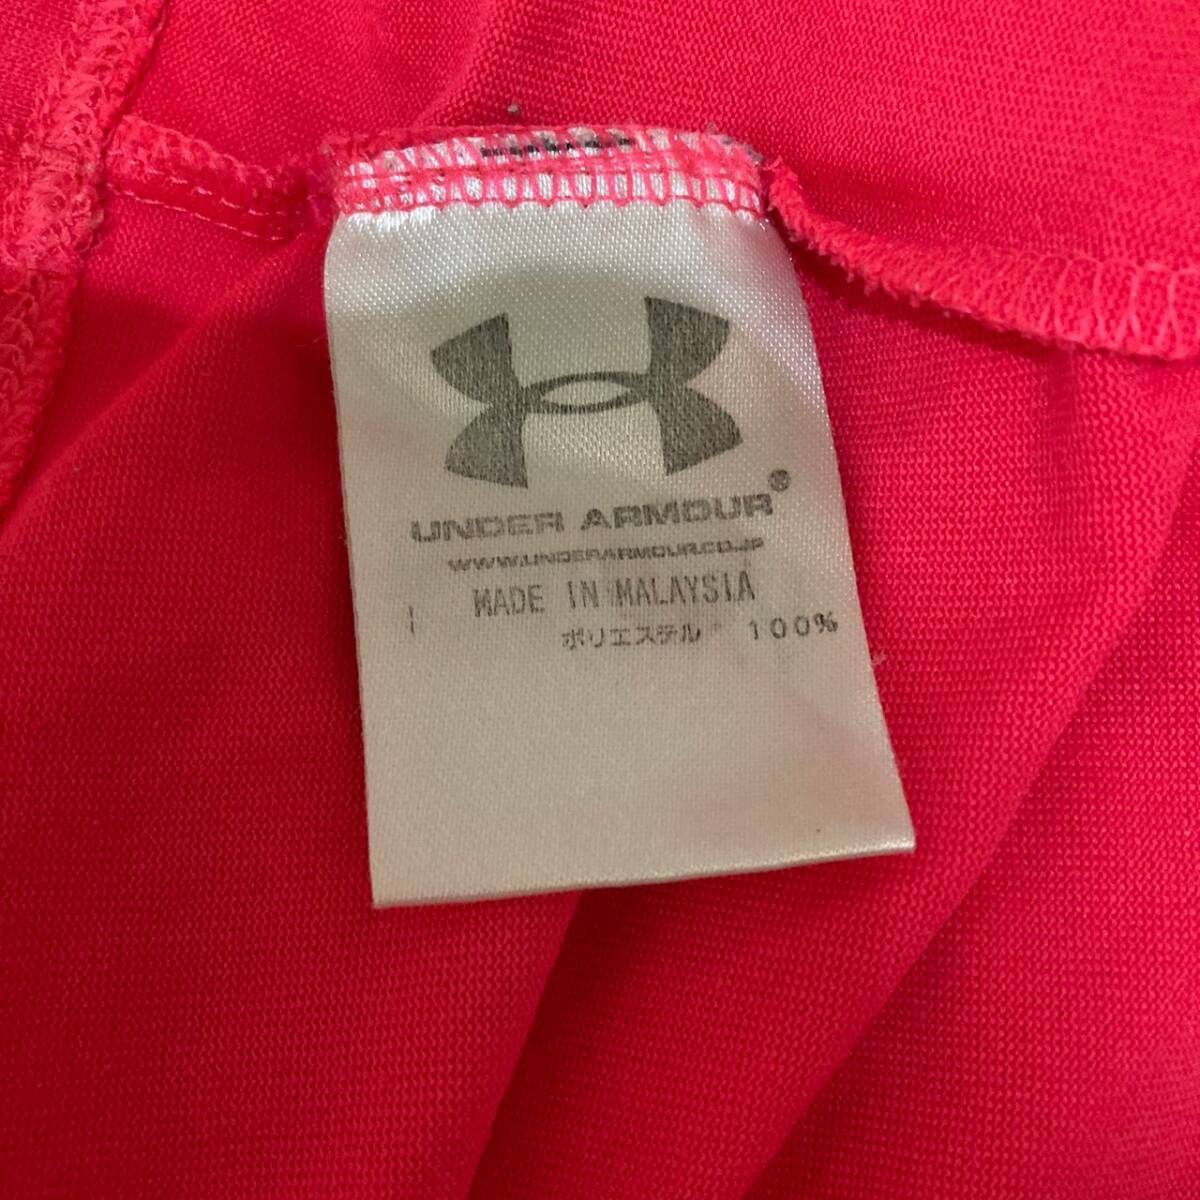 UNDER ARMOUR®
WWW.UNDERARMOUR.CO.JP
MADE IN MALAYSIA
ポリエステル 100%